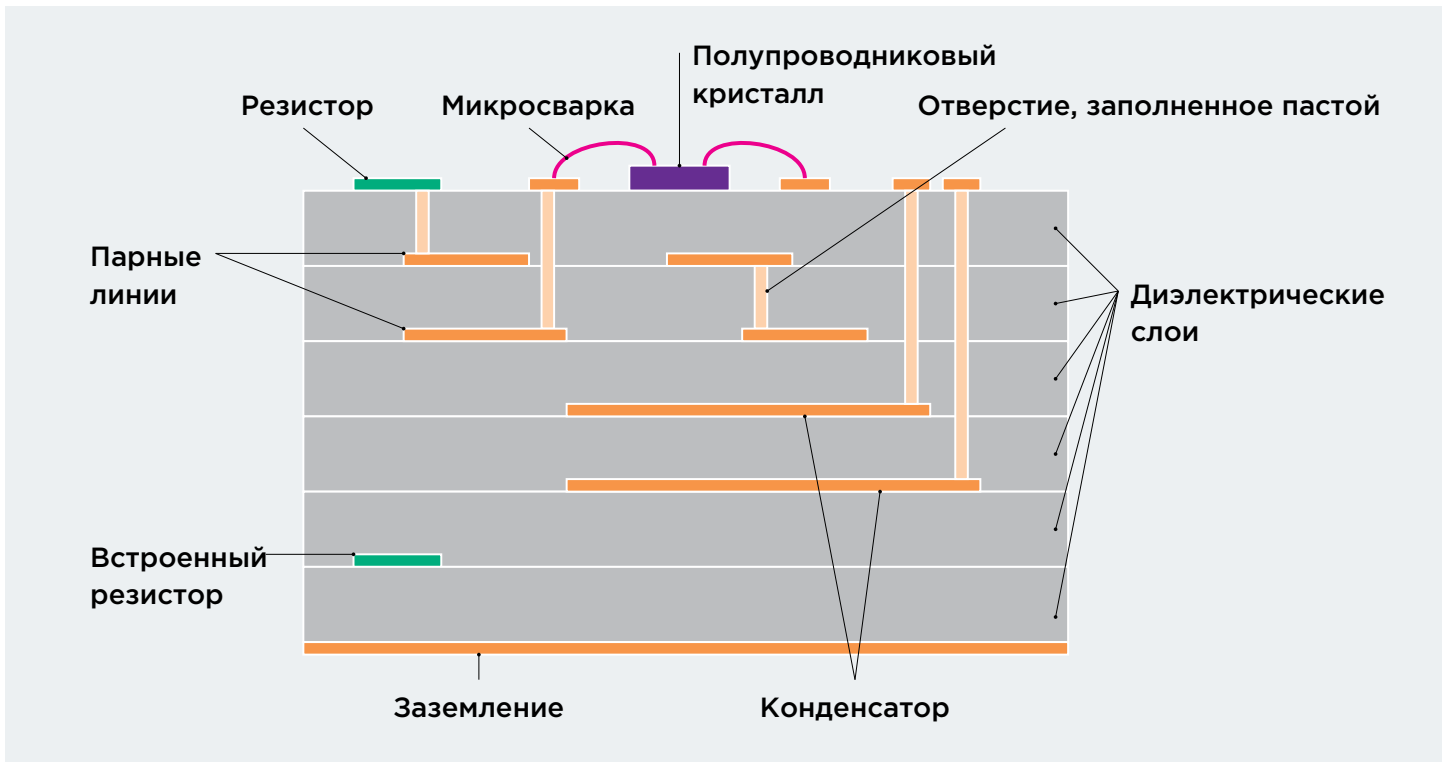 Полупроводниковый
кристалл
Резистор
Микросварка
Отверстие, заполненное пастой
Парные
линии
Диэлектрические
слои
Встроенный
резистор
Заземление
Конденсатор